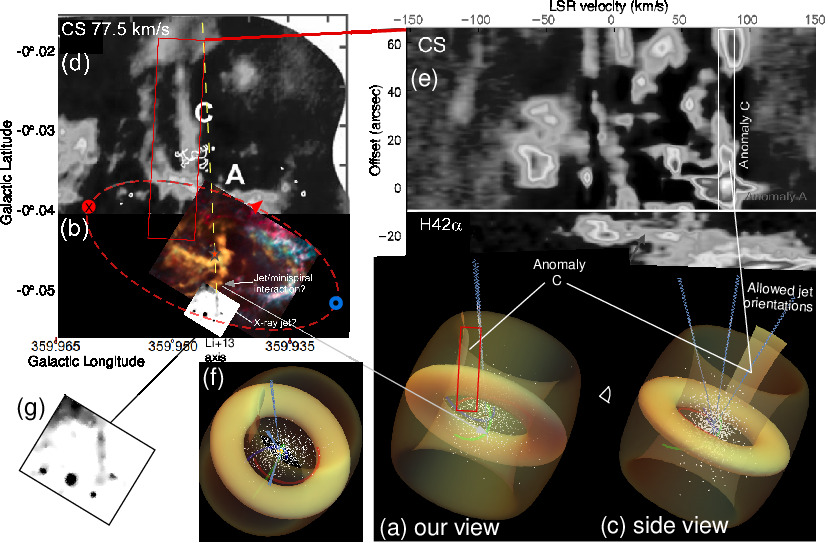 LSR velocity (km/s)
-150 -100 -50 0 50 100 150
CS 77.5 km/s
(d)
-0°.02
-0°.03
-0°.04
-0°.05
Galactic Latitude
C
A
X
(b)
Jet/minispiral
interaction?
X-ray jet?
359.965 359.950 359.935
Galactic Longitude
Li+13
axis
CS
(e)
60
40
20
0
-20
Offset (arcsec)
Anomaly C
Anomaly A
H42α
Anomaly
C
Allowed jet
orientations
(g)
(f)
(a) our view
(c) side view